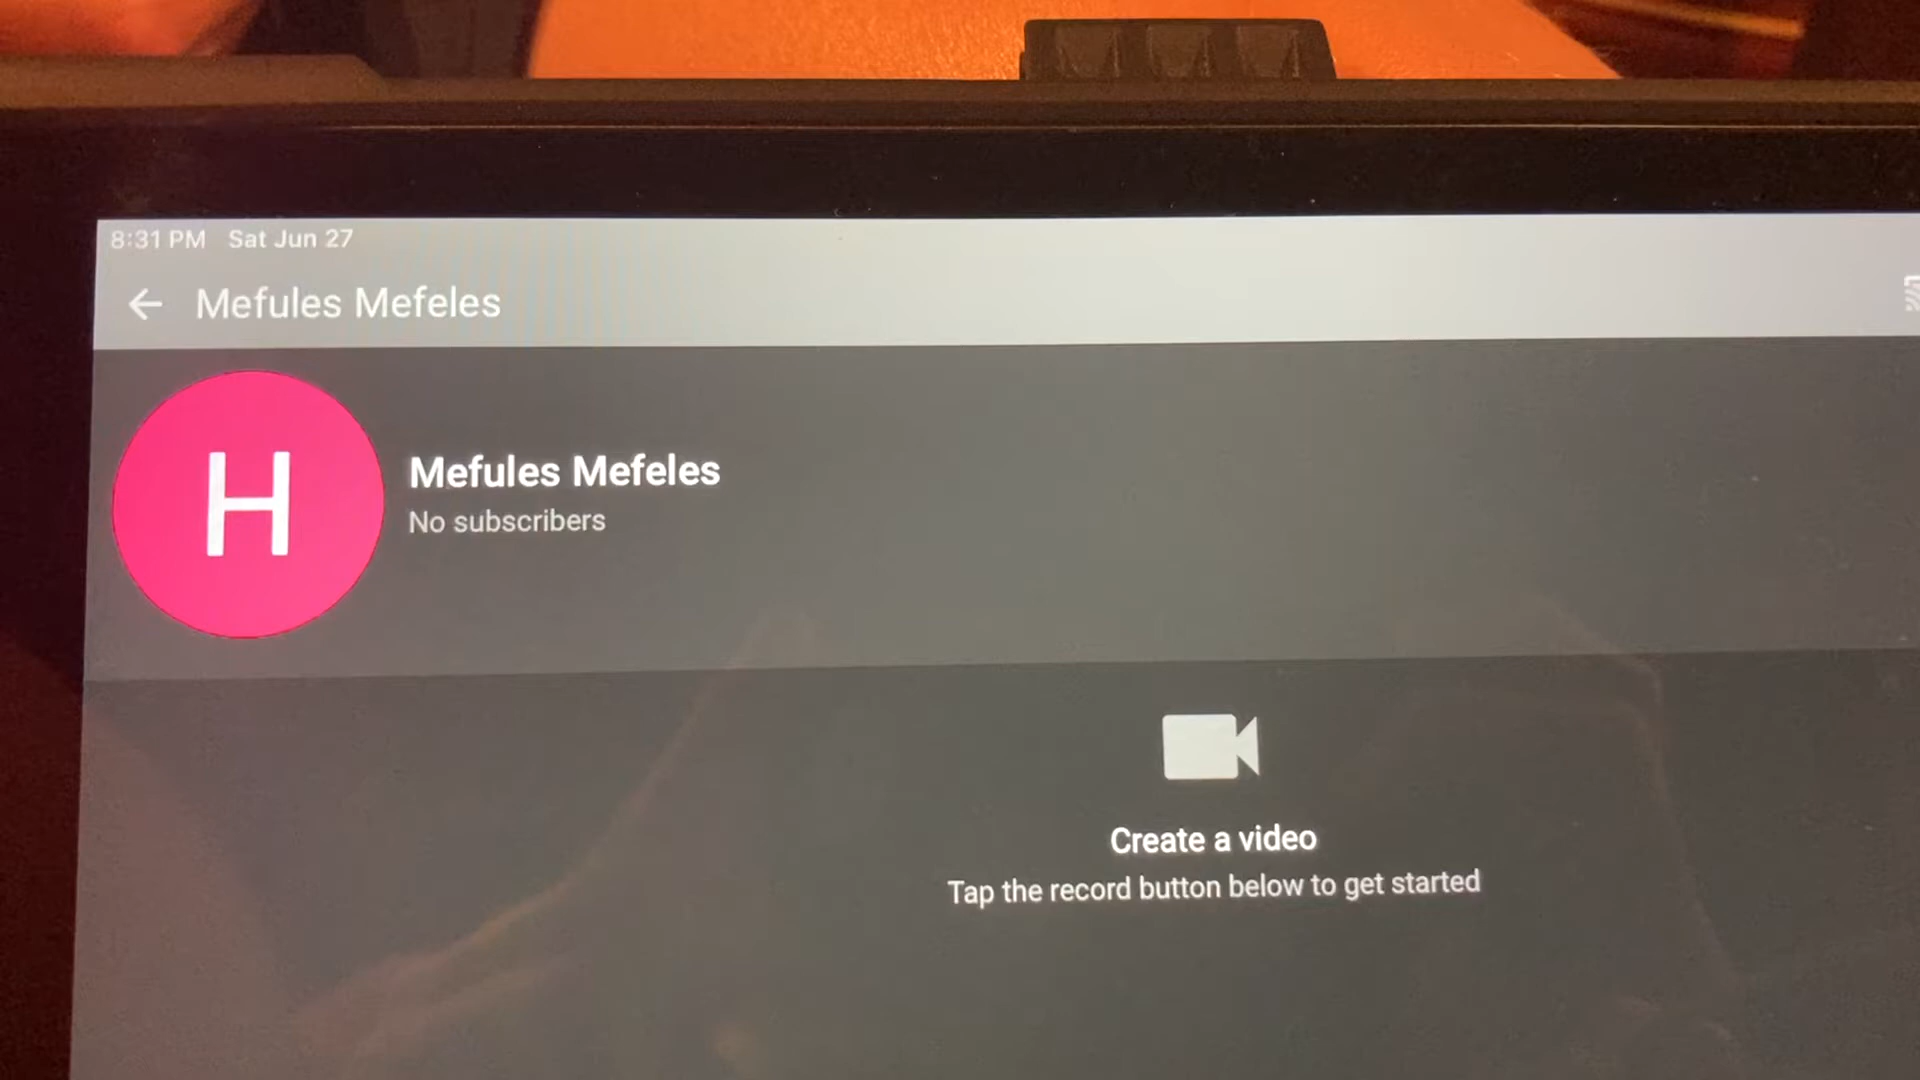 8:31 PM Sat Jun 27
Mefules Mefeles
H
Mefules Mefeles
No subscribers
Create a video
Tap the record button below to get started